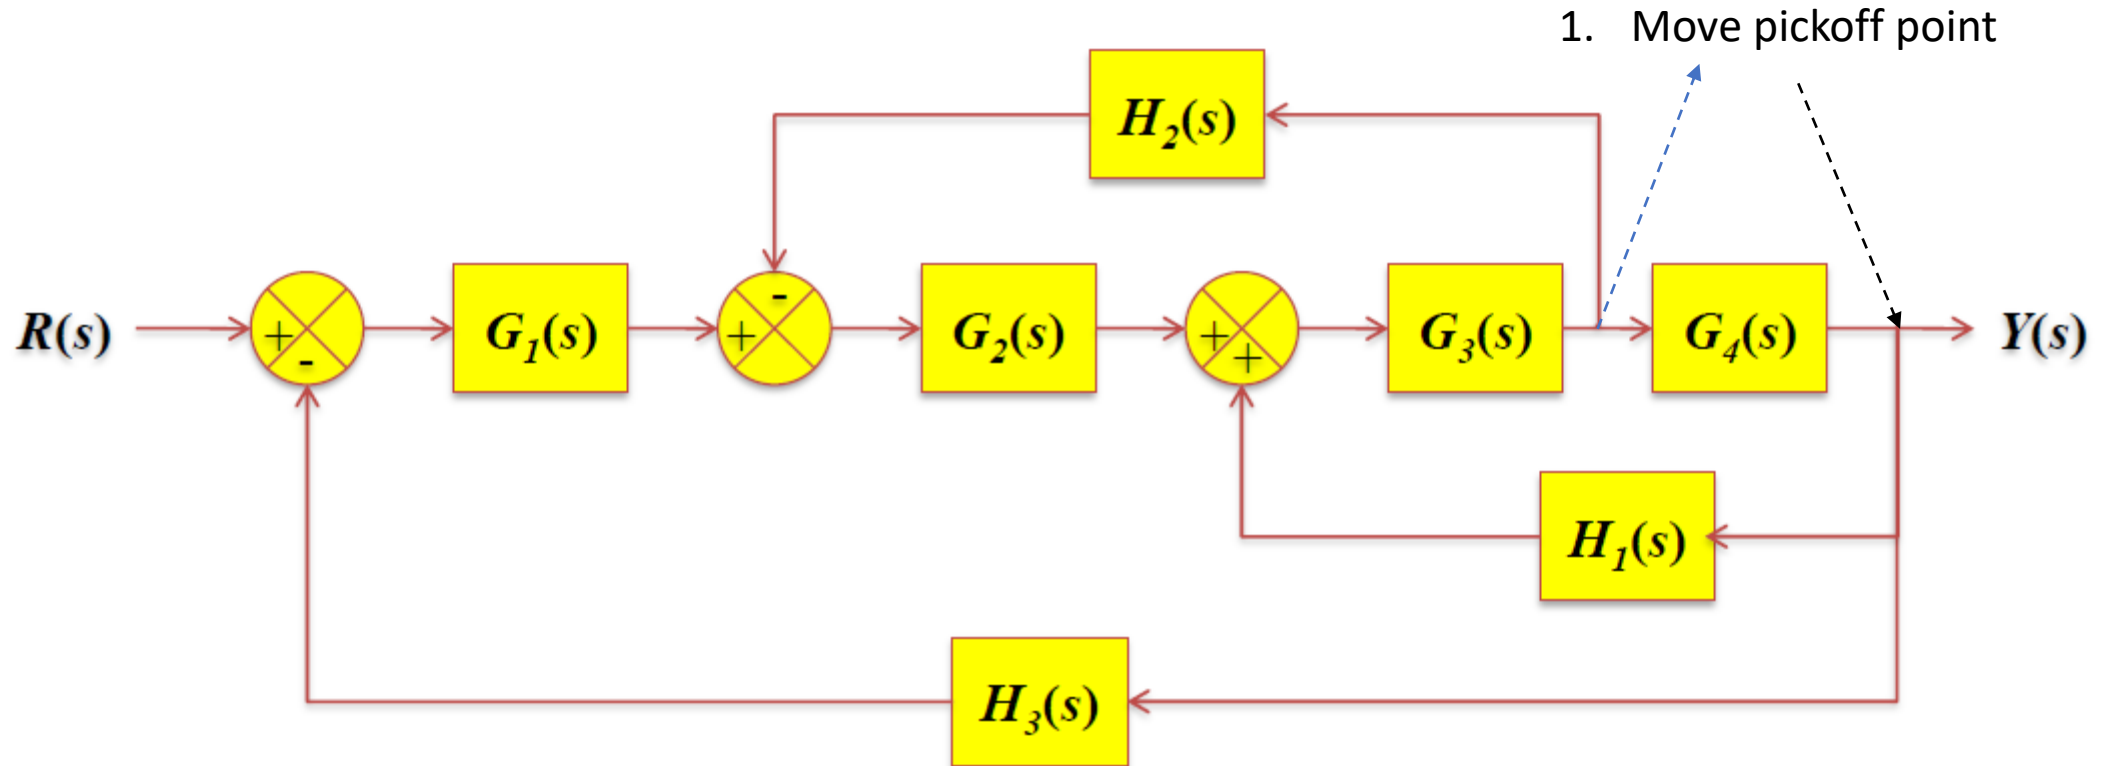 1. Move pickoff point
H2(s)
-
R(s)
+
-
G1(s)
+
G2(s)
+
+
G3(s)
G4(s)
Y(s)
H1(s)
H3(s)